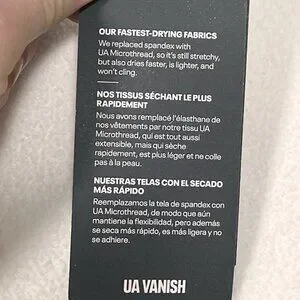 OUR FASTEST-DRYING FABRICS
We replaced spandex with
UA Microthread, so it's still stretchy,
but also dries faster, is lighter, and
won't cling.
NOS TISSUS SÉCHANT LE PLUS
RAPIDEMENT
Nous avons remplacé l'élasthane de
nos vêtements par notre tissu UA
Microthread, qui est tout aussi
extensible, mais qui sèche
rapidement, est plus léger et ne colle
pas à la peau.
NUESTRAS TELAS CON EL SECADO
MÁS RÁPIDO
Reemplazamos la tela de spandex con
UA Microthread, de modo que aún
mantiene la flexibilidad, pero además
se seca más rápido, es más ligera y no
se adhiere.
UA VANISH